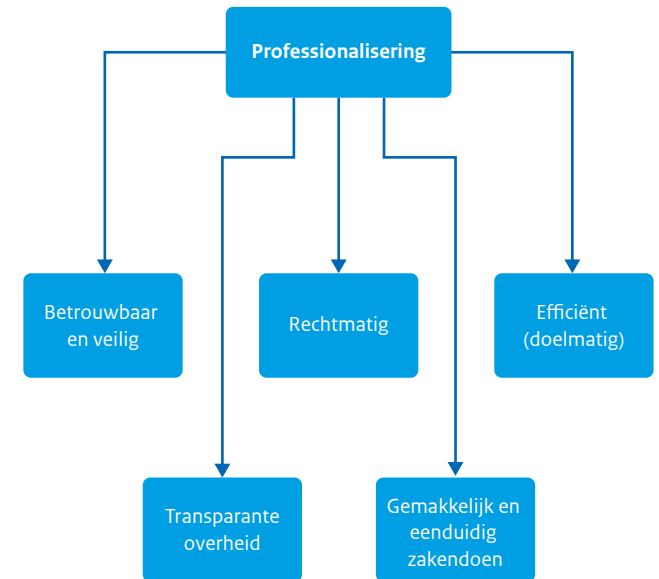 Professionalisering
Betrouwbaar
en veilig
Rechtmatig
Efficiënt
(doelmatig)
Transparante
overheid
Gemakkelijk en
eenduidig
zakendoen